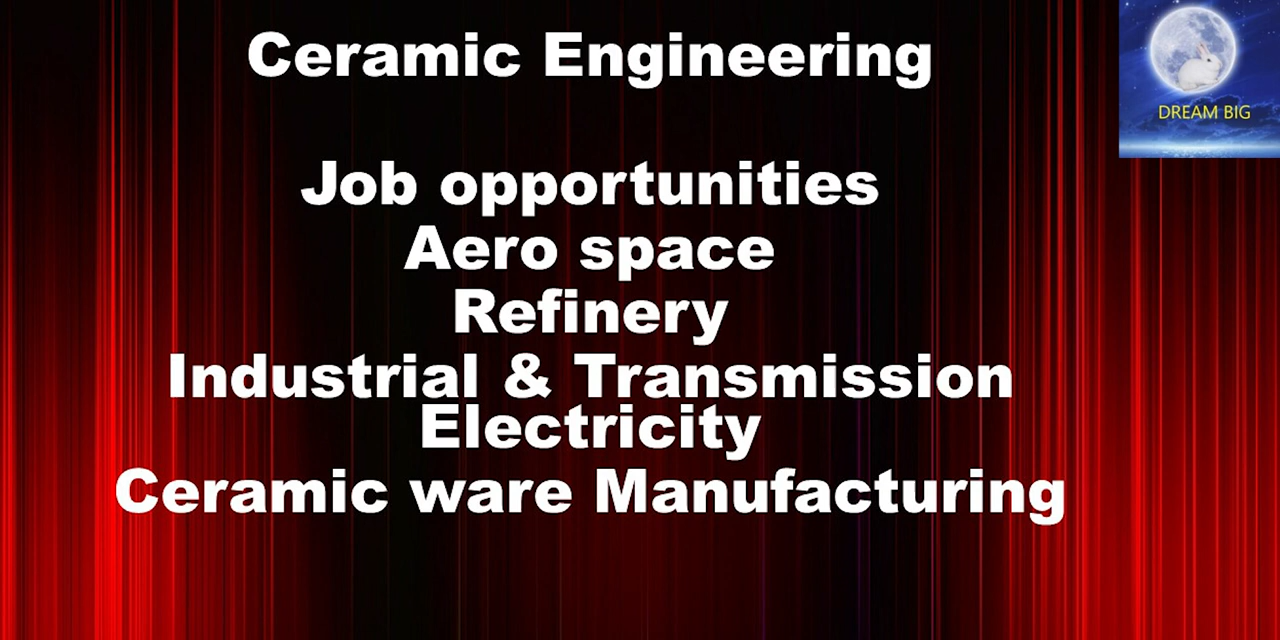 Ceramic Engineering
DREAM BIG
Job opportunities
Aero space
Refinery
Industrial & Transmission
Electricity
Ceramic ware Manufacturing